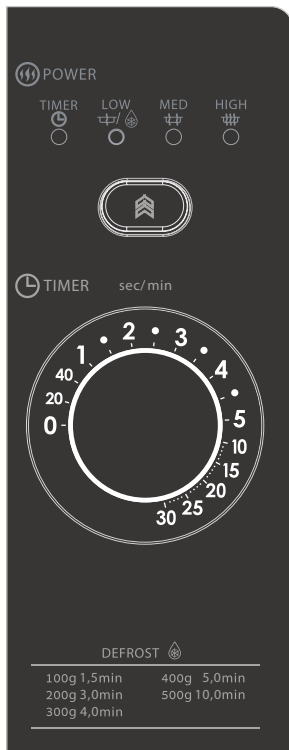 POWER
TIMER LOW MED HIGH
/
TIMER sec/min
0 20 40 1 2 3 4 5 10 15 20 25 30
DEFROST
100g 1,5min 400g 5,0min
200g 3,0min 500g 10,0min
300g 4,0min